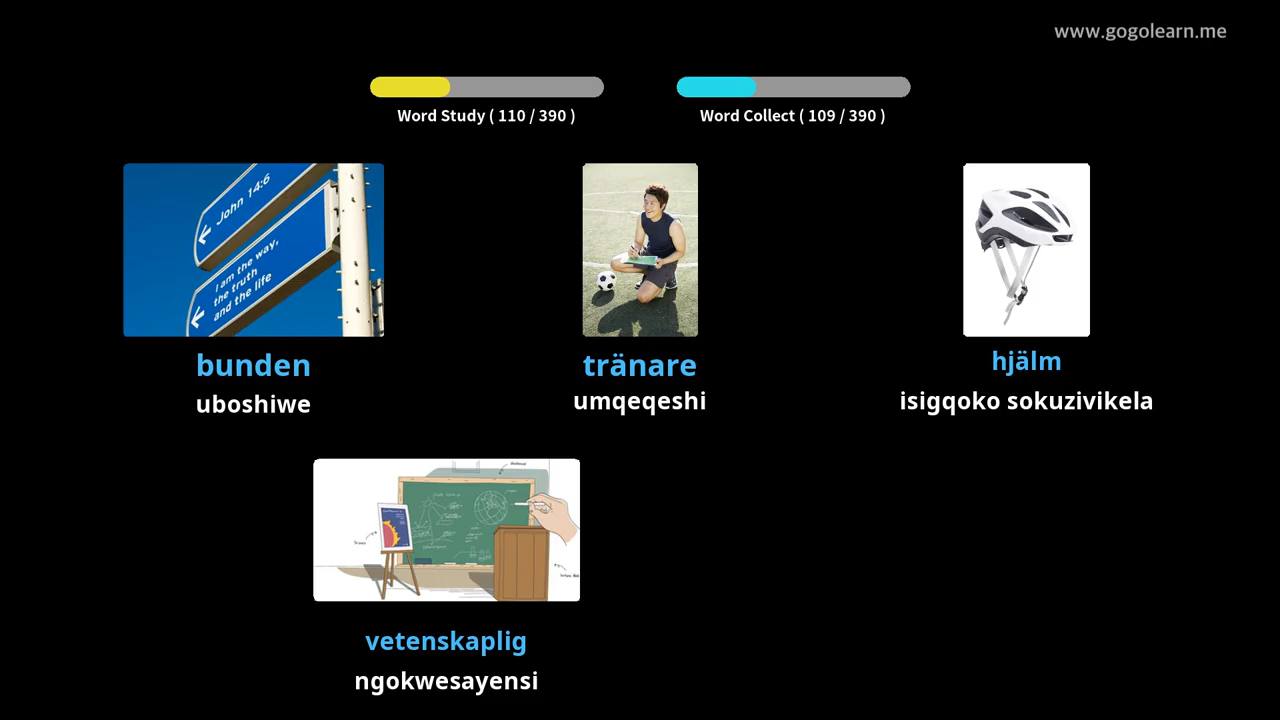 www.gogolearn.me
Word Study ( 110 / 390 )
Word Collect ( 109 / 390 )
John 14:6
I am the way,
the truth
and the life
bunden
tränare
hjälm
uboshiwe
umqeqeshi
isigqoko sokuzivikela
vetenskaplig
ngokwesayensi